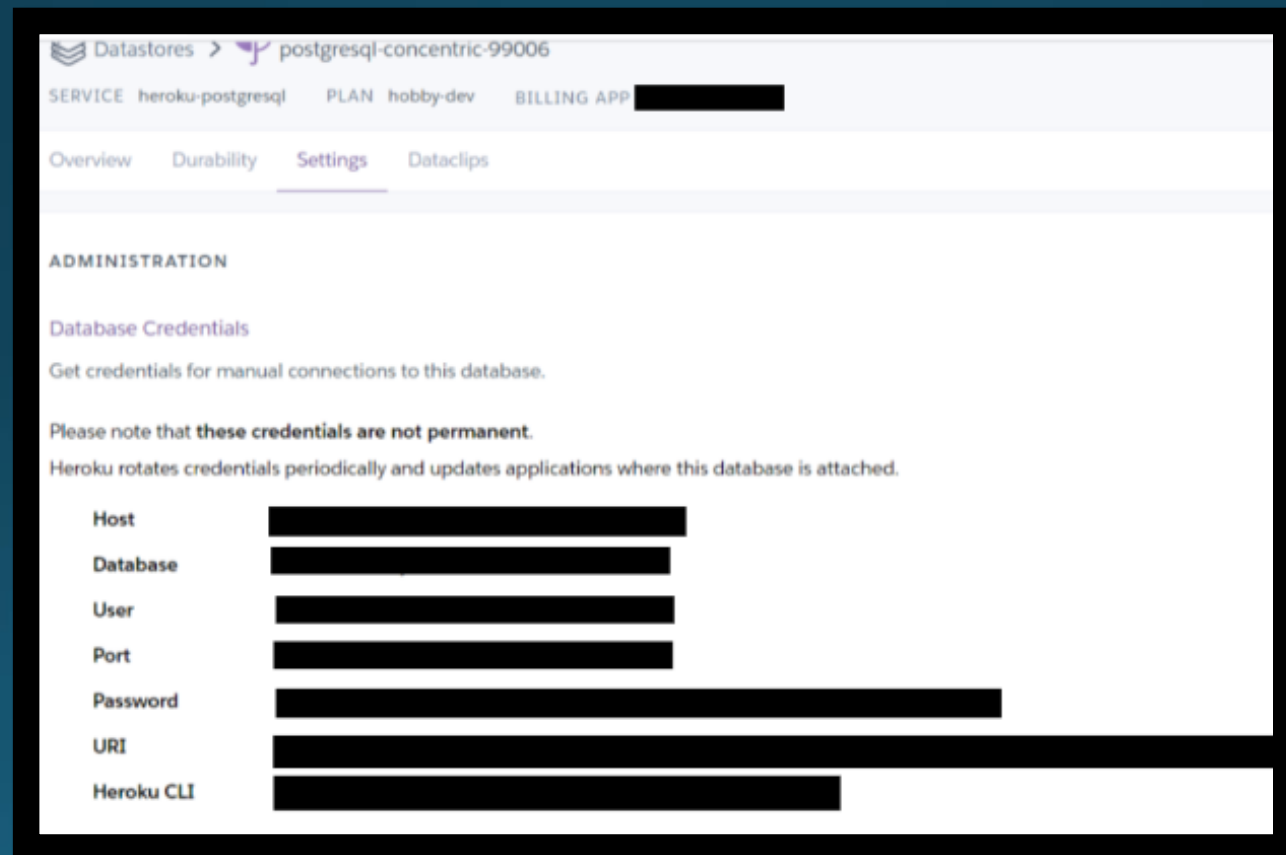 Datastores > postgresql-concentric-99006
SERVICE heroku-postgresql PLAN hobby-dev BILLING APP
Overview Durability Settings Dataclips
ADMINISTRATION
Database Credentials
Get credentials for manual connections to this database.
Please note that these credentials are not permanent.
Heroku rotates credentials periodically and updates applications where this database is attached.
Host
Database
User
Port
Password
URI
Heroku CLI